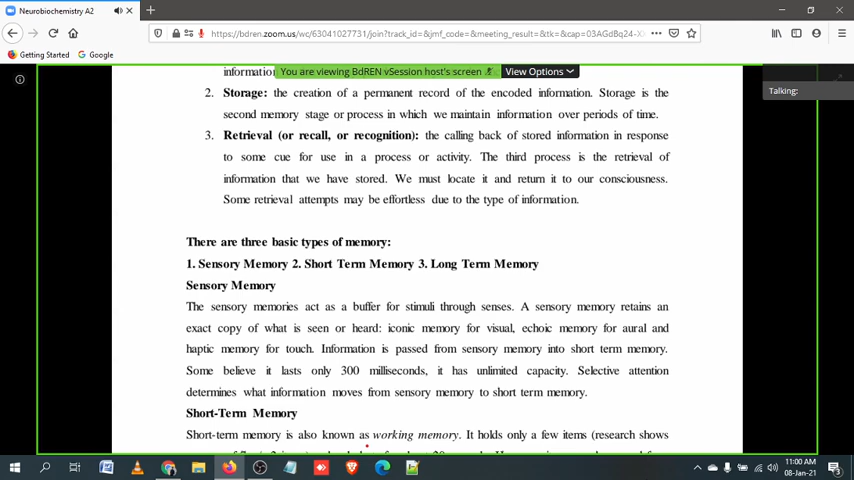 Neurobiochemistry A2
https://bdren.zoom.us/wc/63041027731/join?track_id=&jmf_code=&meeting_result=&tk=&cap=03AGdBq24-X
Getting Started Google
You are viewing BdREN vSession host's screen View Options
Talking:
information
2. Storage: the creation of a permanent record of the encoded information. Storage is the
second memory stage or process in which we maintain information over periods of time.
3. Retrieval (or recall, or recognition): the calling back of stored information in response
to some cue for use in a process or activity. The third process is the retrieval of
information that we have stored. We must locate it and return it to our consciousness.
Some retrieval attempts may be effortless due to the type of information.
There are three basic types of memory:
1. Sensory Memory 2. Short Term Memory 3. Long Term Memory
Sensory Memory
The sensory memories act as a buffer for stimuli through senses. A sensory memory retains an
exact copy of what is seen or heard: iconic memory for visual, echoic memory for aural and
haptic memory for touch. Information is passed from sensory memory into short term memory.
Some believe it lasts only 300 milliseconds, it has unlimited capacity. Selective attention
determines what information moves from sensory memory to short term memory.
Short-Term Memory
Short-term memory is also known as working memory. It holds only a few items (research shows
11:00 AM
08-Jan-21